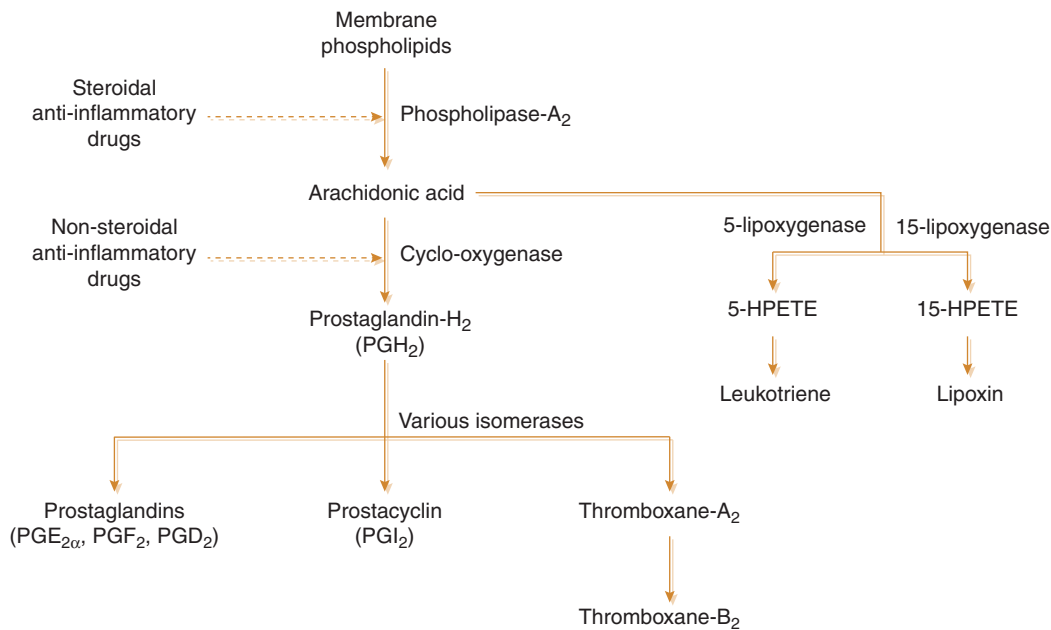 Membrane
phospholipids
Steroidal
anti-inflammatory
drugs
Phospholipase-A₂
Arachidonic acid
Non-steroidal
anti-inflammatory
drugs
Cyclo-oxygenase
5-lipoxygenase
15-lipoxygenase
Prostaglandin-H₂
(PGH₂)
5-HPETE
15-HPETE
Leukotriene
Lipoxin
Various isomerases
Prostaglandins
(PGE₂α, PGF₂, PGD₂)
Prostacyclin
(PGI₂)
Thromboxane-A₂
Thromboxane-B₂